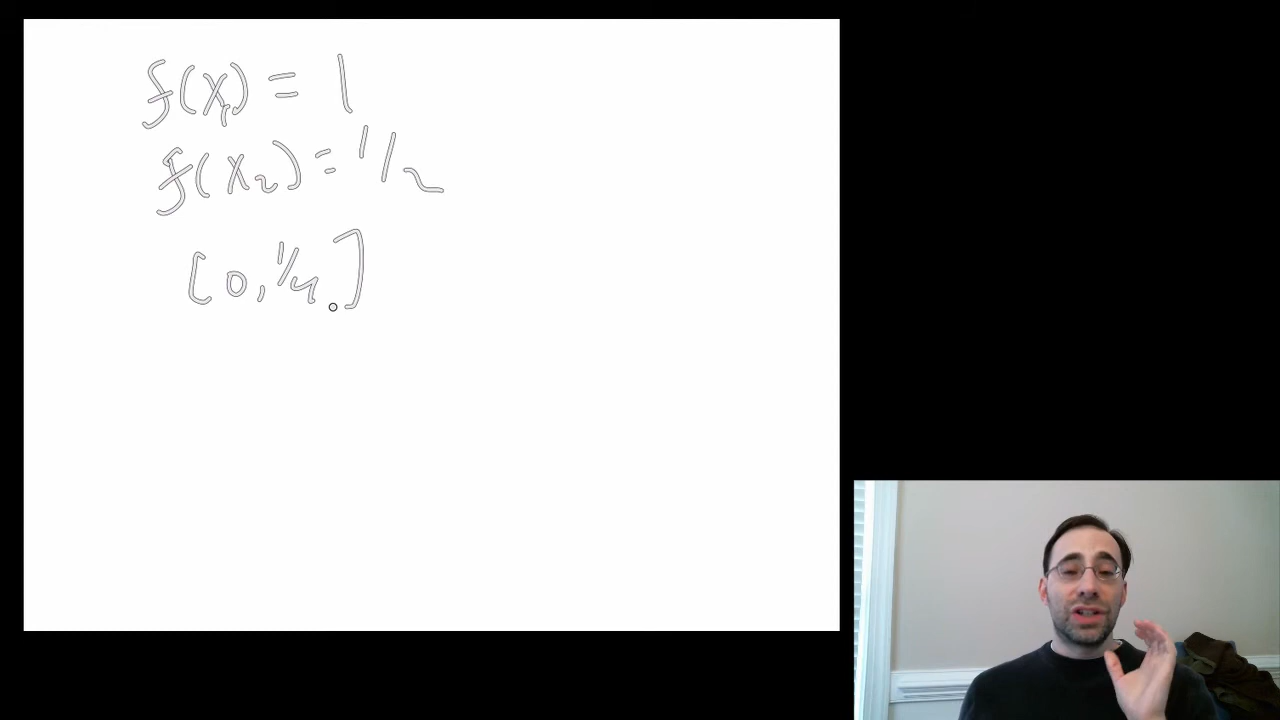 f(x₁) = 1
f(x₂) = 1/2
[0, 1/4]